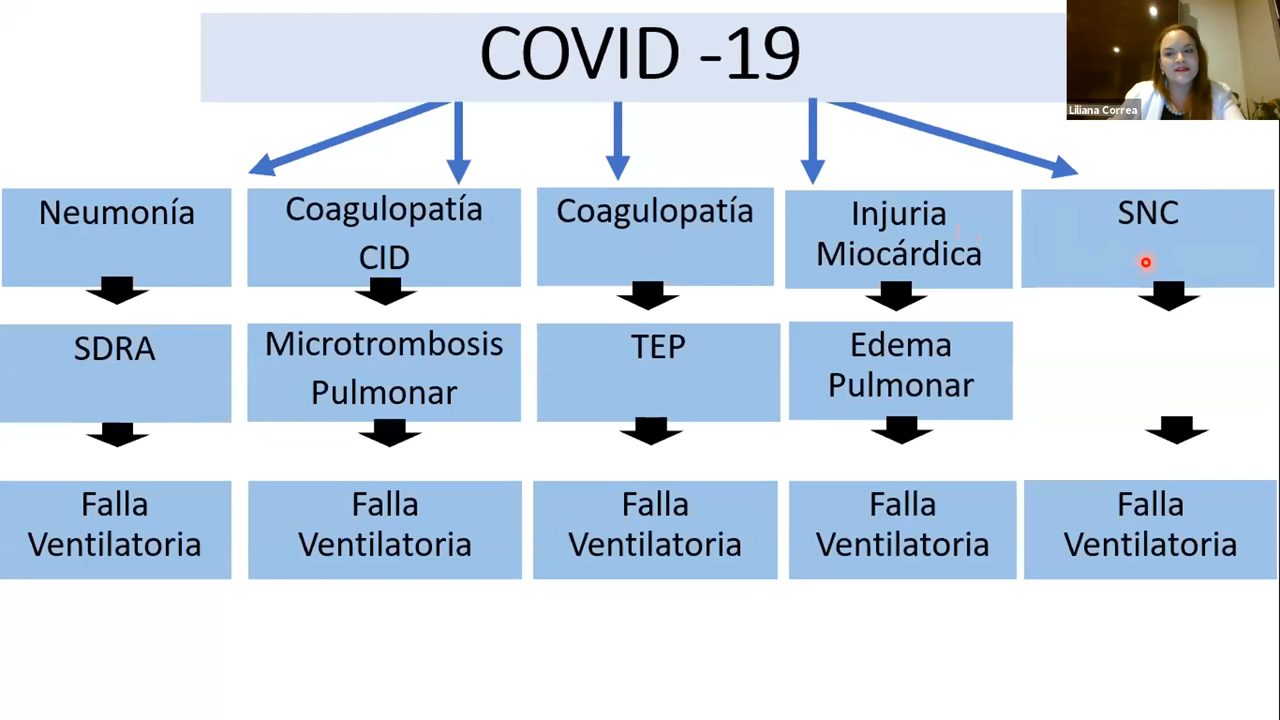 COVID -19
Liliana Correa
Neumonía
Coagulopatía
CID
Coagulopatía
Injuria
Miocárdica
SNC
SDRA
Microtrombosis
Pulmonar
TEP
Edema
Pulmonar
Falla
Ventilatoria
Falla
Ventilatoria
Falla
Ventilatoria
Falla
Ventilatoria
Falla
Ventilatoria